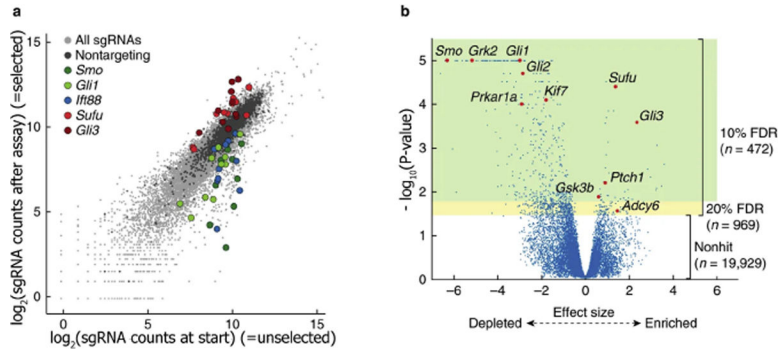 a
log2(sgRNA counts after assay) (=selected)
15
10
5
0
All sgRNAs
Nontargeting
Smo
Gli1
Ift88
Sufu
Gli3
0
5
10
15
log2(sgRNA counts at start) (=unselected)
b
- log10(P-value)
6
5
4
3
2
1
0
Smo
Grk2
Gli1
Gli2
Prkar1a
Kif7
Sufu
Gli3
Gsk3b
Ptch1
Adcy6
10% FDR
(n = 472)
20% FDR
(n = 969)
Nonhit
(n = 19,929)
−6
−4
−2
0
2
4
6
Effect size
Depleted
Enriched